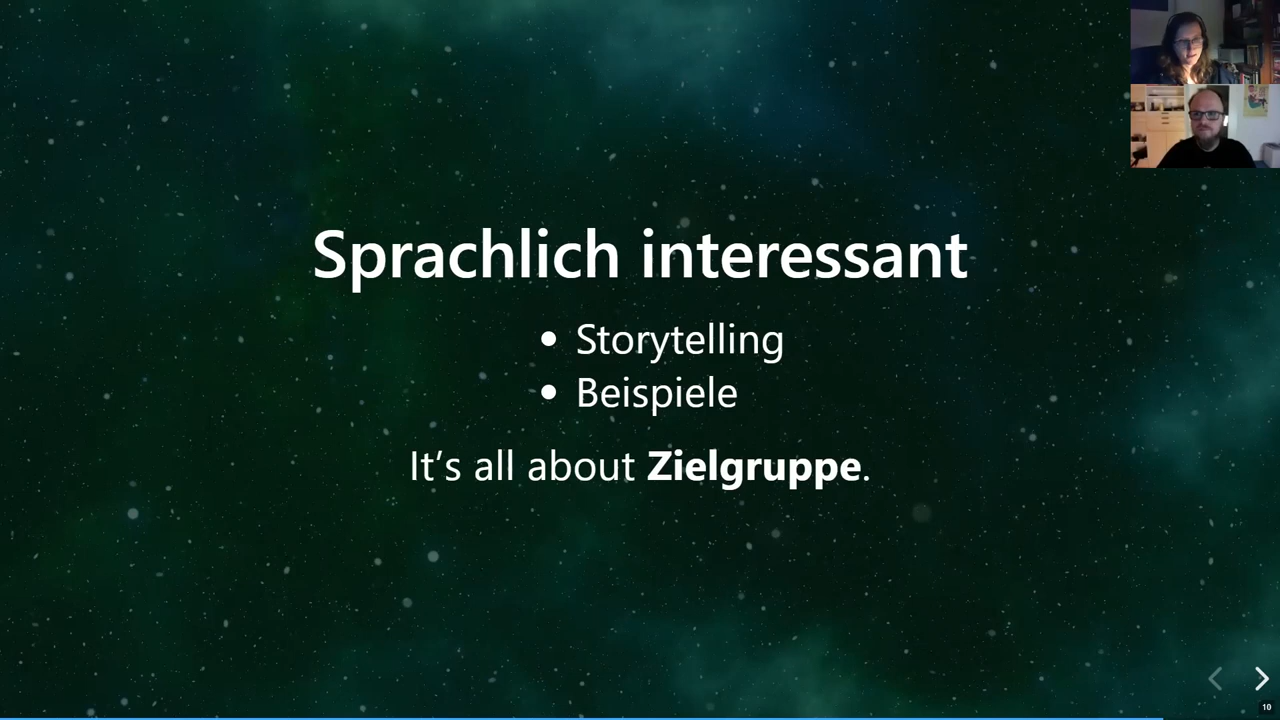 Sprachlich interessant
• Storytelling
• Beispiele
It's all about Zielgruppe.
10